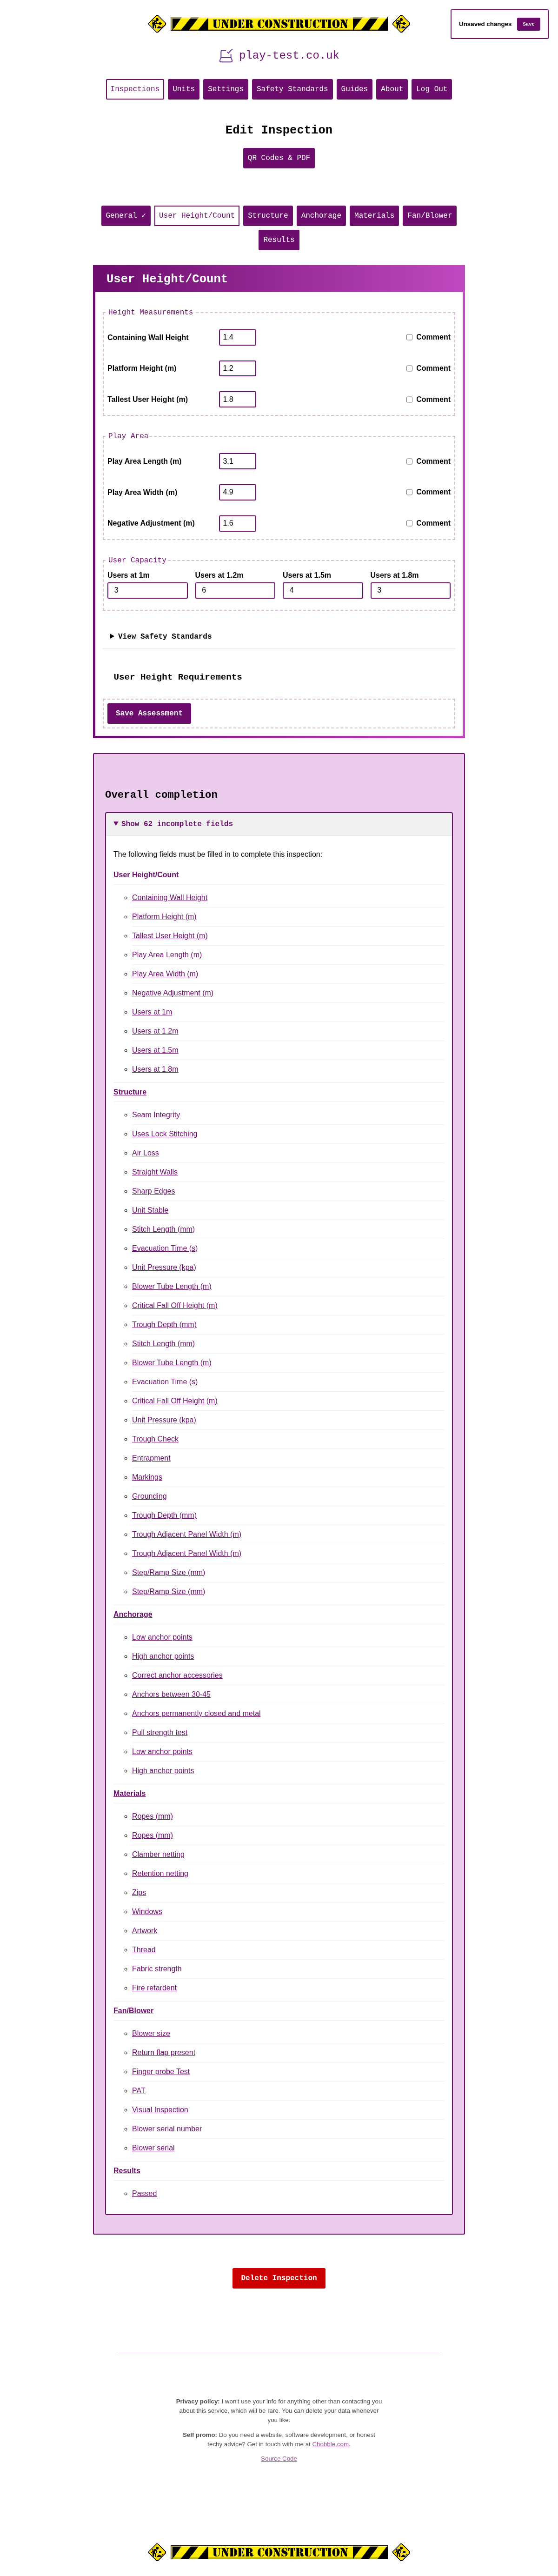 UNDER CONSTRUCTION
Unsaved changes Save
play-test.co.uk
Inspections Units Settings Safety Standards Guides About Log Out
Edit Inspection
QR Codes & PDF
General ✓ User Height/Count Structure Anchorage Materials Fan/Blower
Results
User Height/Count
Height Measurements
Containing Wall Height 1.4 Comment
Platform Height (m) 1.2 Comment
Tallest User Height (m) 1.8 Comment
Play Area
Play Area Length (m) 3.1 Comment
Play Area Width (m) 4.9 Comment
Negative Adjustment (m) 1.6 Comment
User Capacity
Users at 1m Users at 1.2m Users at 1.5m Users at 1.8m
3 6 4 3
▶ View Safety Standards
User Height Requirements
Save Assessment
Overall completion
▼ Show 62 incomplete fields
The following fields must be filled in to complete this inspection:
User Height/Count
Containing Wall Height
Platform Height (m)
Tallest User Height (m)
Play Area Length (m)
Play Area Width (m)
Negative Adjustment (m)
Users at 1m
Users at 1.2m
Users at 1.5m
Users at 1.8m
Structure
Seam Integrity
Uses Lock Stitching
Air Loss
Straight Walls
Sharp Edges
Unit Stable
Stitch Length (mm)
Evacuation Time (s)
Unit Pressure (kpa)
Blower Tube Length (m)
Critical Fall Off Height (m)
Trough Depth (mm)
Stitch Length (mm)
Blower Tube Length (m)
Evacuation Time (s)
Critical Fall Off Height (m)
Unit Pressure (kpa)
Trough Check
Entrapment
Markings
Grounding
Trough Depth (mm)
Trough Adjacent Panel Width (m)
Trough Adjacent Panel Width (m)
Step/Ramp Size (mm)
Step/Ramp Size (mm)
Anchorage
Low anchor points
High anchor points
Correct anchor accessories
Anchors between 30-45
Anchors permanently closed and metal
Pull strength test
Low anchor points
High anchor points
Materials
Ropes (mm)
Ropes (mm)
Clamber netting
Retention netting
Zips
Windows
Artwork
Thread
Fabric strength
Fire retardent
Fan/Blower
Blower size
Return flap present
Finger probe Test
PAT
Visual Inspection
Blower serial number
Blower serial
Results
Passed
Delete Inspection
Privacy policy: I won't use your info for anything other than contacting you
about this service, which will be rare. You can delete your data whenever
you like.
Self promo: Do you need a website, software development, or honest
techy advice? Get in touch with me at Chobble.com.
Source Code
UNDER CONSTRUCTION